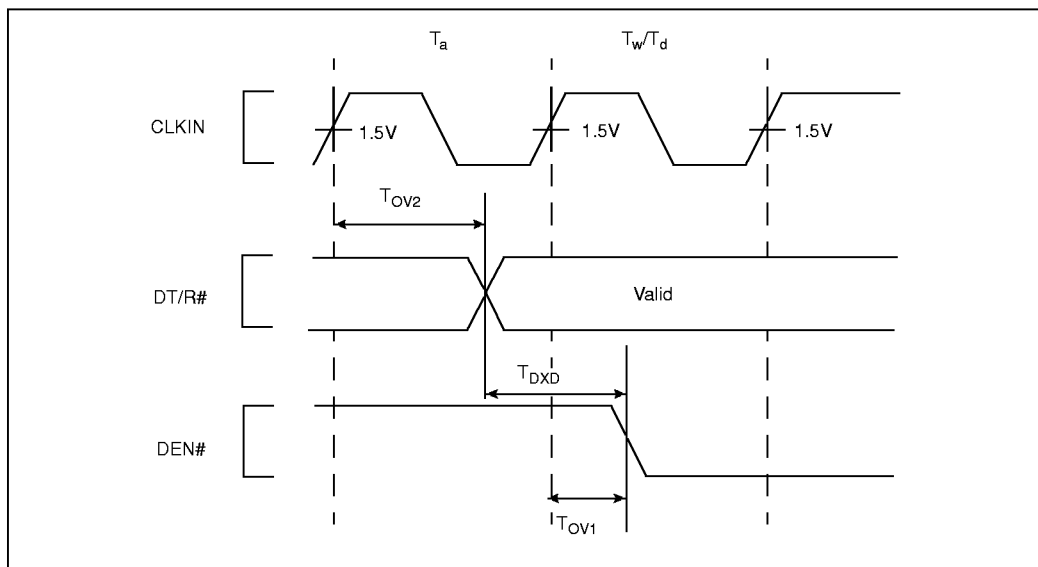 Ta
Tw/Td
CLKIN
1.5V
1.5V
1.5V
TOV2
DT/R#
Valid
TDXD
DEN#
TOV1